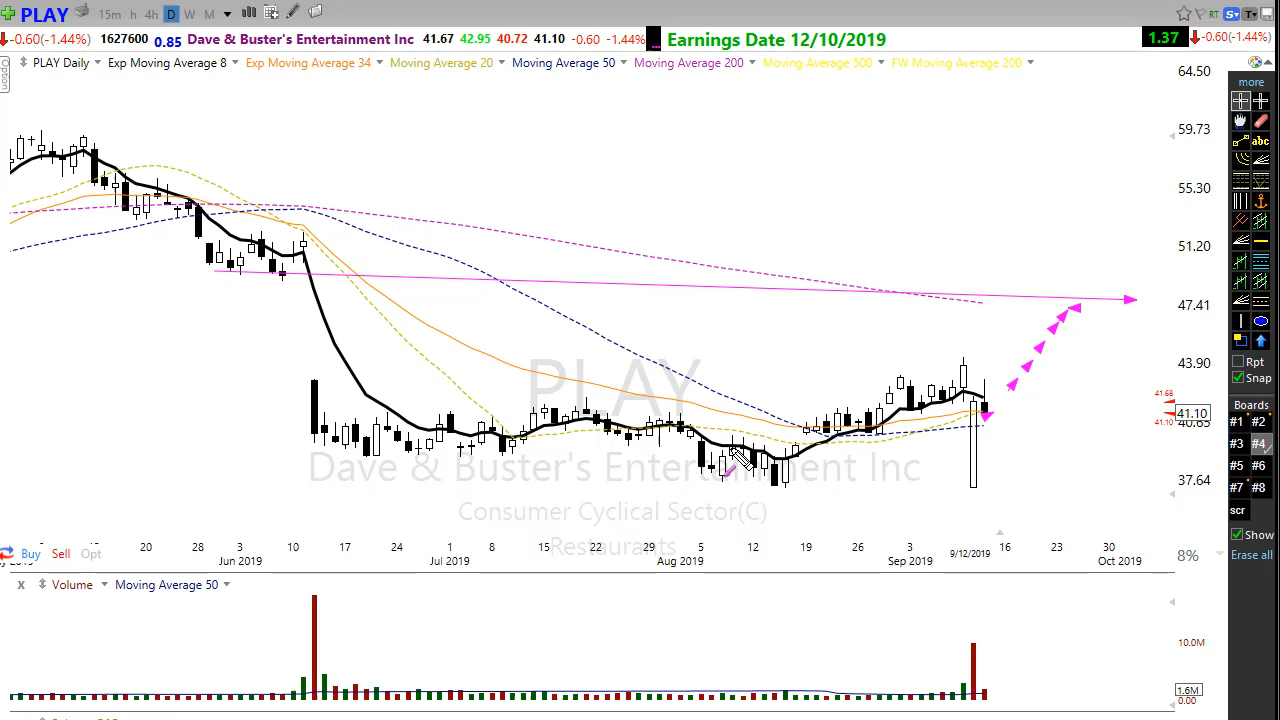 PLAY 15m h 4h D W M RT S T
-0.60(-1.44%) 1627600 0.85 Dave & Buster's Entertainment Inc 41.67 42.95 40.72 41.10 -0.60 -1.44% Earnings Date 12/10/2019 1.37 -0.60(-1.44%)
Option PLAY Daily Exp Moving Average 8 Exp Moving Average 34 Moving Average 20 Moving Average 50 Moving Average 200 Moving Average 500 FW Moving Average 200
64.50
more
59.73
abc
55.30
51.20
47.41
43.90
Rpt
Snap
41.68
41.10
41.10
40.65
37.64
Boards
#1 #2
#3 #4
#5 #6
#7 #8
scr
Show
Erase all
PLAY
Dave & Buster's Entertainment Inc
Consumer Cyclical Sector(C)
Restaurants
20 28 3 10 17 24 1 8 15 22 29 5 12 19 26 3 9/12/2019 16 23 30
2019 Jun 2019 Jul 2019 Aug 2019 Sep 2019 Oct 2019
Buy Sell Opt
8%
X Volume Moving Average 50
10.0M
1.6M
0.00